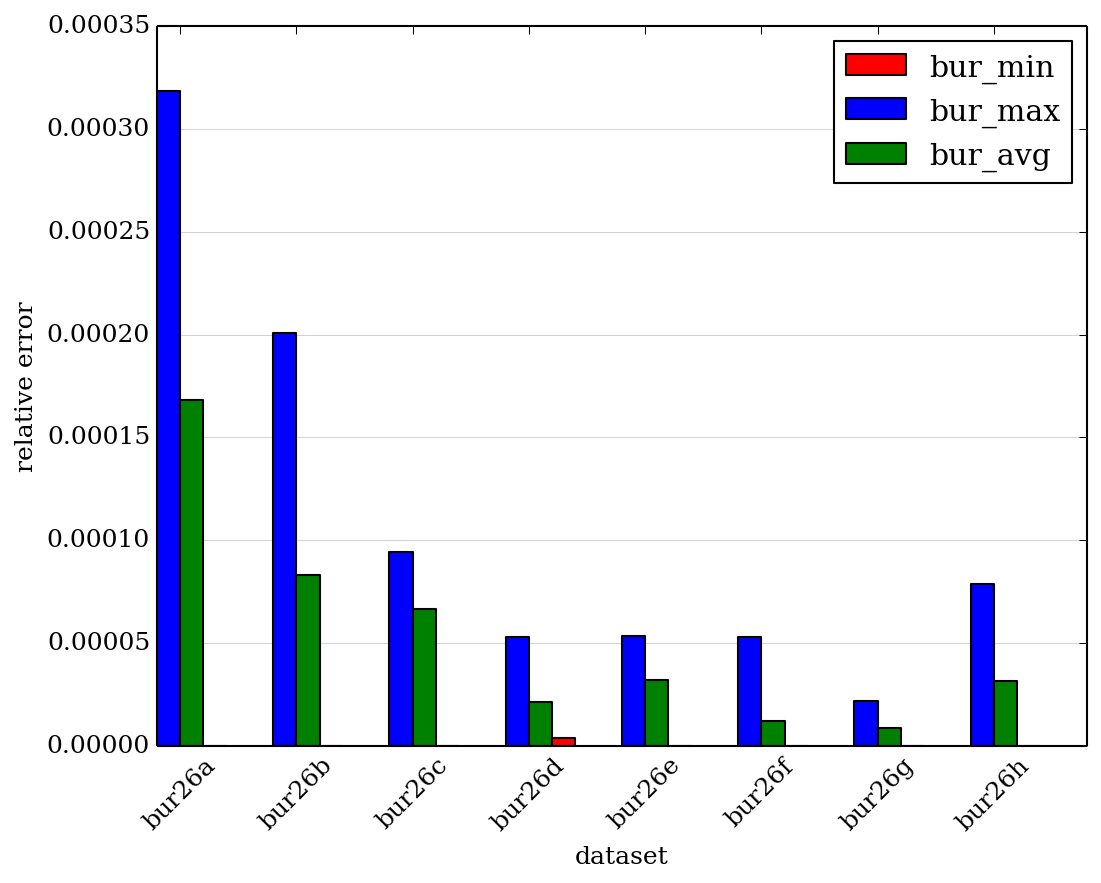 0.00035
0.00030
0.00025
0.00020
0.00015
0.00010
0.00005
0.00000
relative error
bur_min
bur_max
bur_avg
bur26a
bur26b
bur26c
bur26d
bur26e
bur26f
bur26g
bur26h
dataset